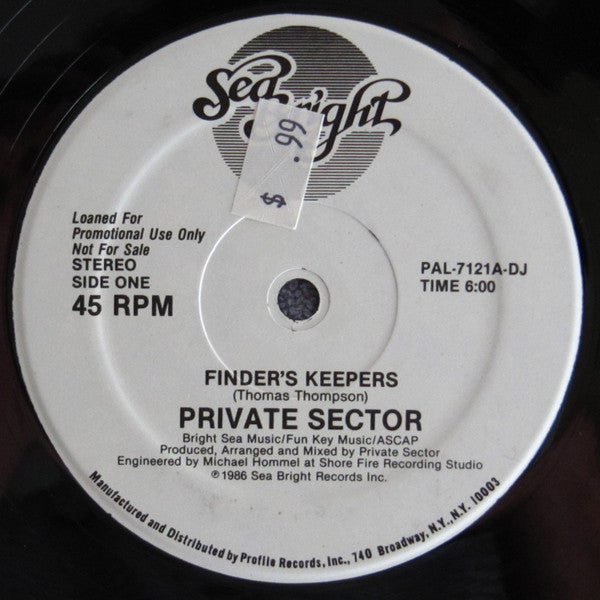 Sea Bright
$ .99
Loaned For
Promotional Use Only
Not For Sale
STEREO
SIDE ONE
45 RPM
PAL-7121A-DJ
TIME 6:00
FINDER'S KEEPERS
(Thomas Thompson)
PRIVATE SECTOR
Bright Sea Music/Fun Key Music/ASCAP
Produced, Arranged and Mixed by Private Sector
Engineered by Michael Hommel at Shore Fire Recording Studio
℗1986 Sea Bright Records Inc.
Manufactured and Distributed by Profile Records, Inc., 740 Broadway, N.Y., N.Y. 10003